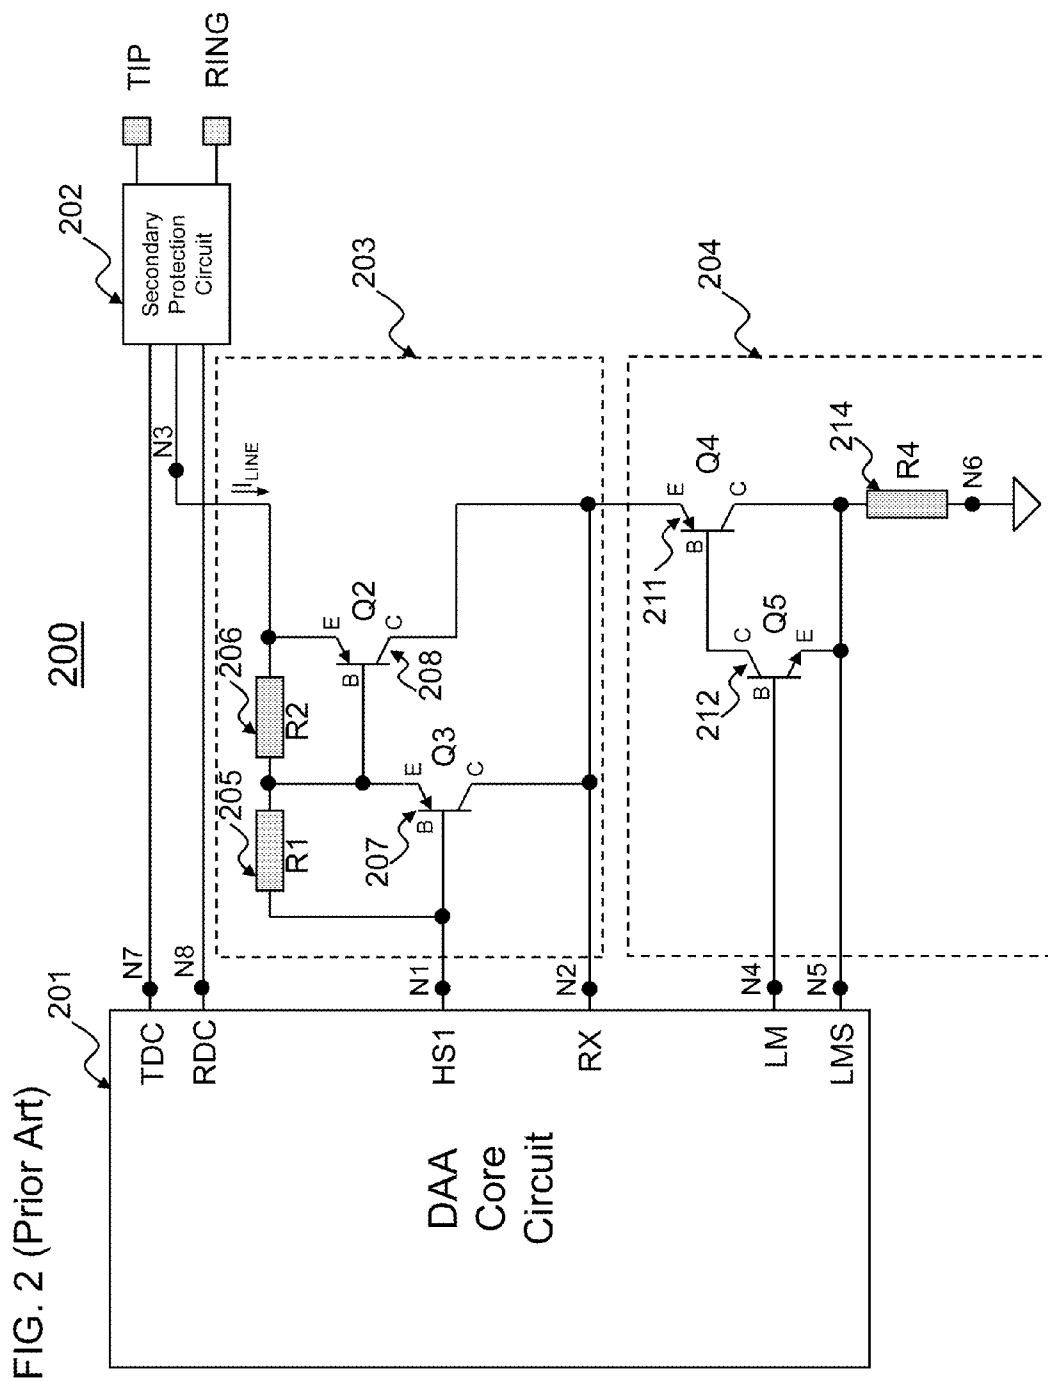 FIG. 2 (Prior Art)
200
201
DAA
Core
Circuit
TDC
RDC
HS1
RX
LM
LMS
N7
N8
N1
N2
N4
N5
202
Secondary
Protection
Circuit
TIP
RING
N3
ILINE
203
205
R1
206
R2
207
Q3
B
E
C
208
Q2
B
E
C
204
211
Q4
B
E
C
212
Q5
B
C
E
214
R4
N6